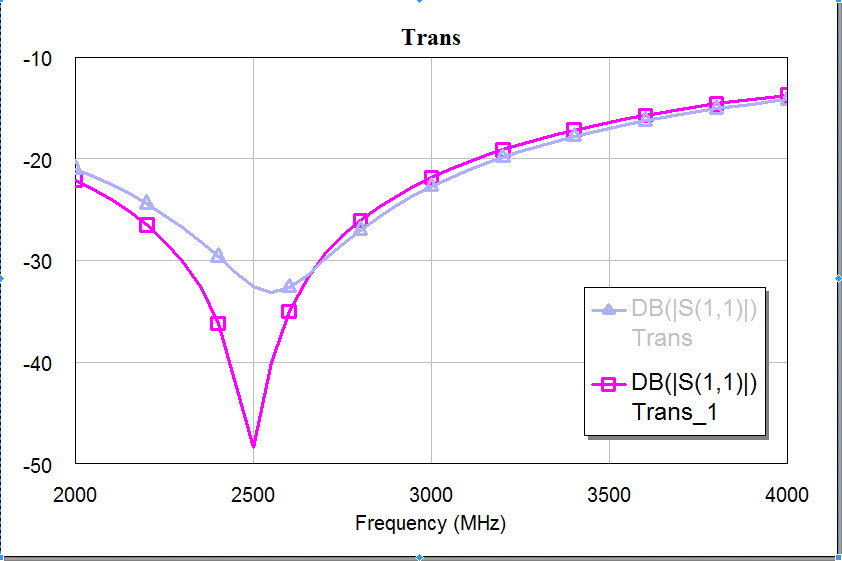 Trans
-10
-20
-30
-40
-50
DB(|S(1,1)|)
Trans
DB(|S(1,1)|)
Trans_1
2000 2500 3000 3500 4000
Frequency (MHz)